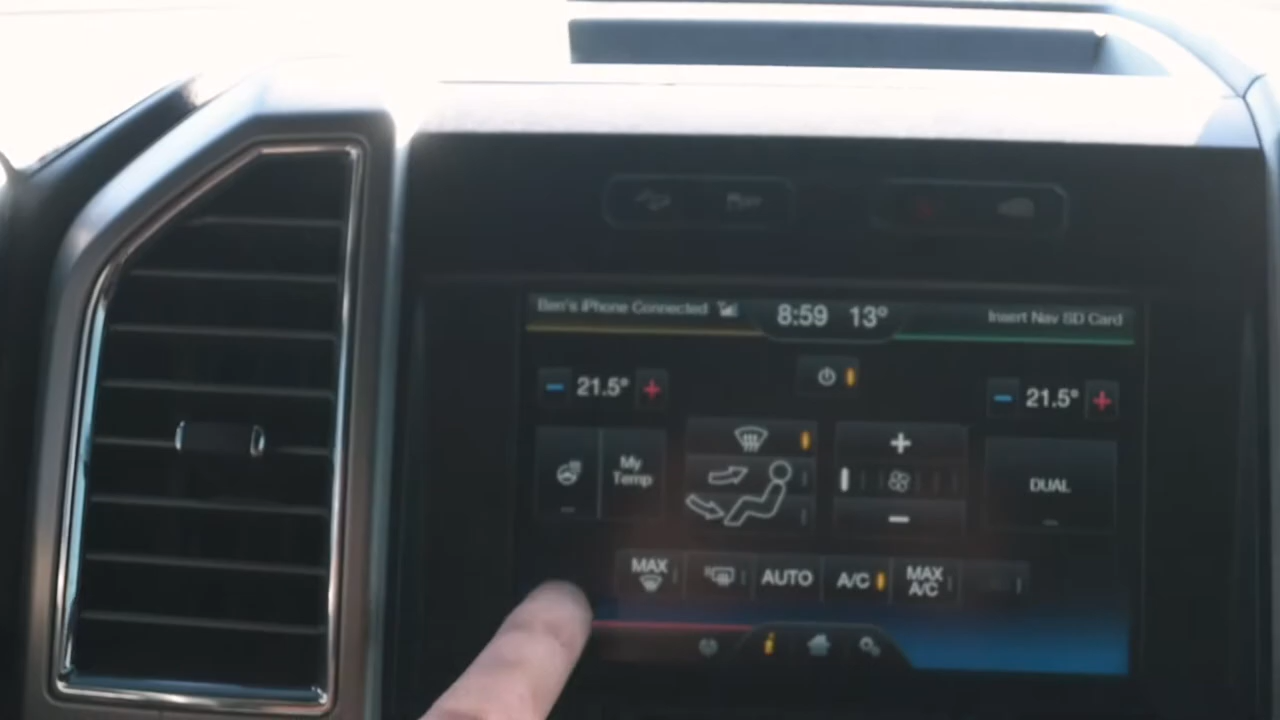 Ben's iPhone Connected
8:59 13°
Insert Nav SD Card
21.5°
21.5°
My
Temp
DUAL
MAX
AUTO
A/C
MAX
A/C